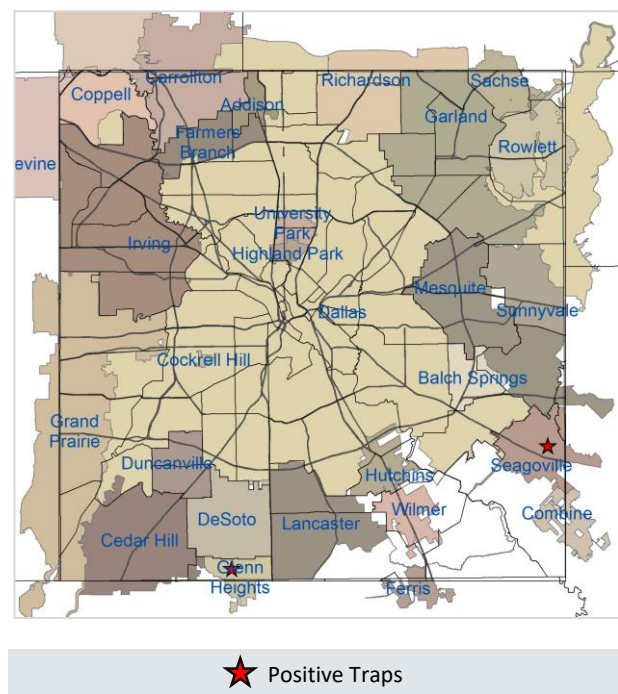 Carrollton
Richardson
Sachse
Coppell
Addison
Garland
Farmers
Branch
Rowlett
evine
University
Park
Irving
Highland Park
Mesquite
Sunnyvale
Dallas
Cockrell Hill
Balch Springs
Grand
Prairie
Duncanville
Hutchins
Seagoville
DeSoto
Lancaster
Wilmer
Combine
Cedar Hill
Glenn
Heights
Ferris
Positive Traps